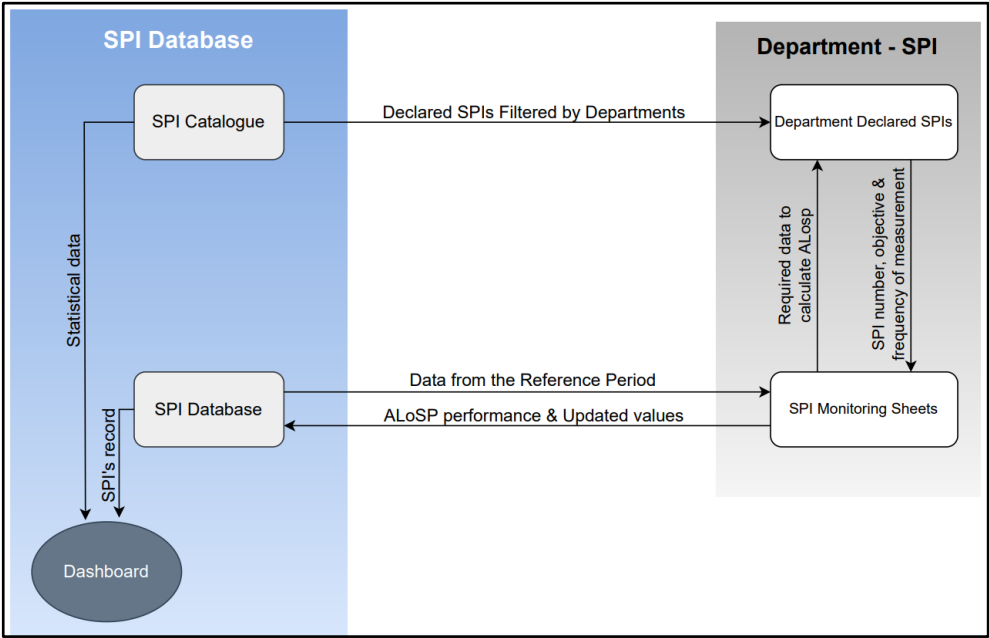 SPI Database
Department - SPI
SPI Catalogue
Declared SPIs Filtered by Departments
Department Declared SPIs
Statistical data
Required data to
calculate ALosp
SPI number, objective &
frequency of measurement
SPI Database
Data from the Reference Period
ALoSP performance & Updated values
SPI Monitoring Sheets
SPI's record
Dashboard